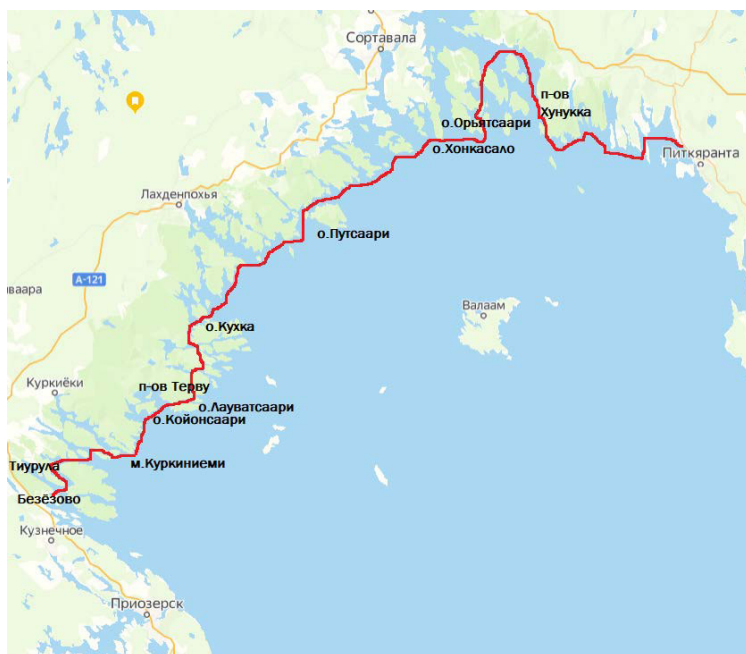 Сортавала
п-ов
Хунукка
о.Орьятсаари
о.Хонкасало
Питкяранта
Лахденпохья
о.Путсаари
А-121
иваара
Валаам
о.Кухка
Куркиёки
п-ов Терву
о.Лауватсаари
о.Койонсаари
Тиурула
м.Куркиниеми
Безёзово
Кузнечное
Приозерск